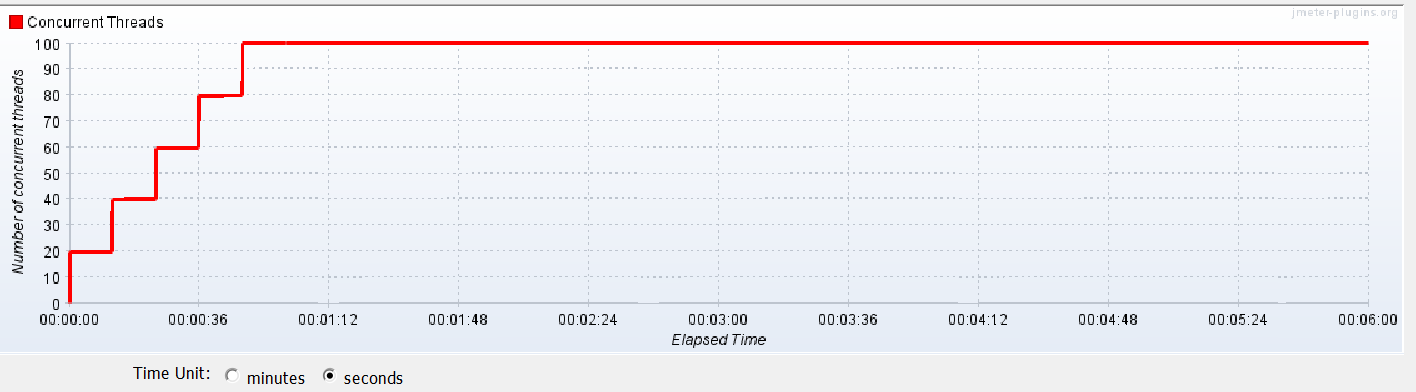 Concurrent Threads
jmeter-plugins.org
Number of concurrent threads
100
90
80
70
60
50
40
30
20
10
0
00:00:00 00:00:36 00:01:12 00:01:48 00:02:24 00:03:00 00:03:36 00:04:12 00:04:48 00:05:24 00:06:00
Elapsed Time
Time Unit: minutes seconds